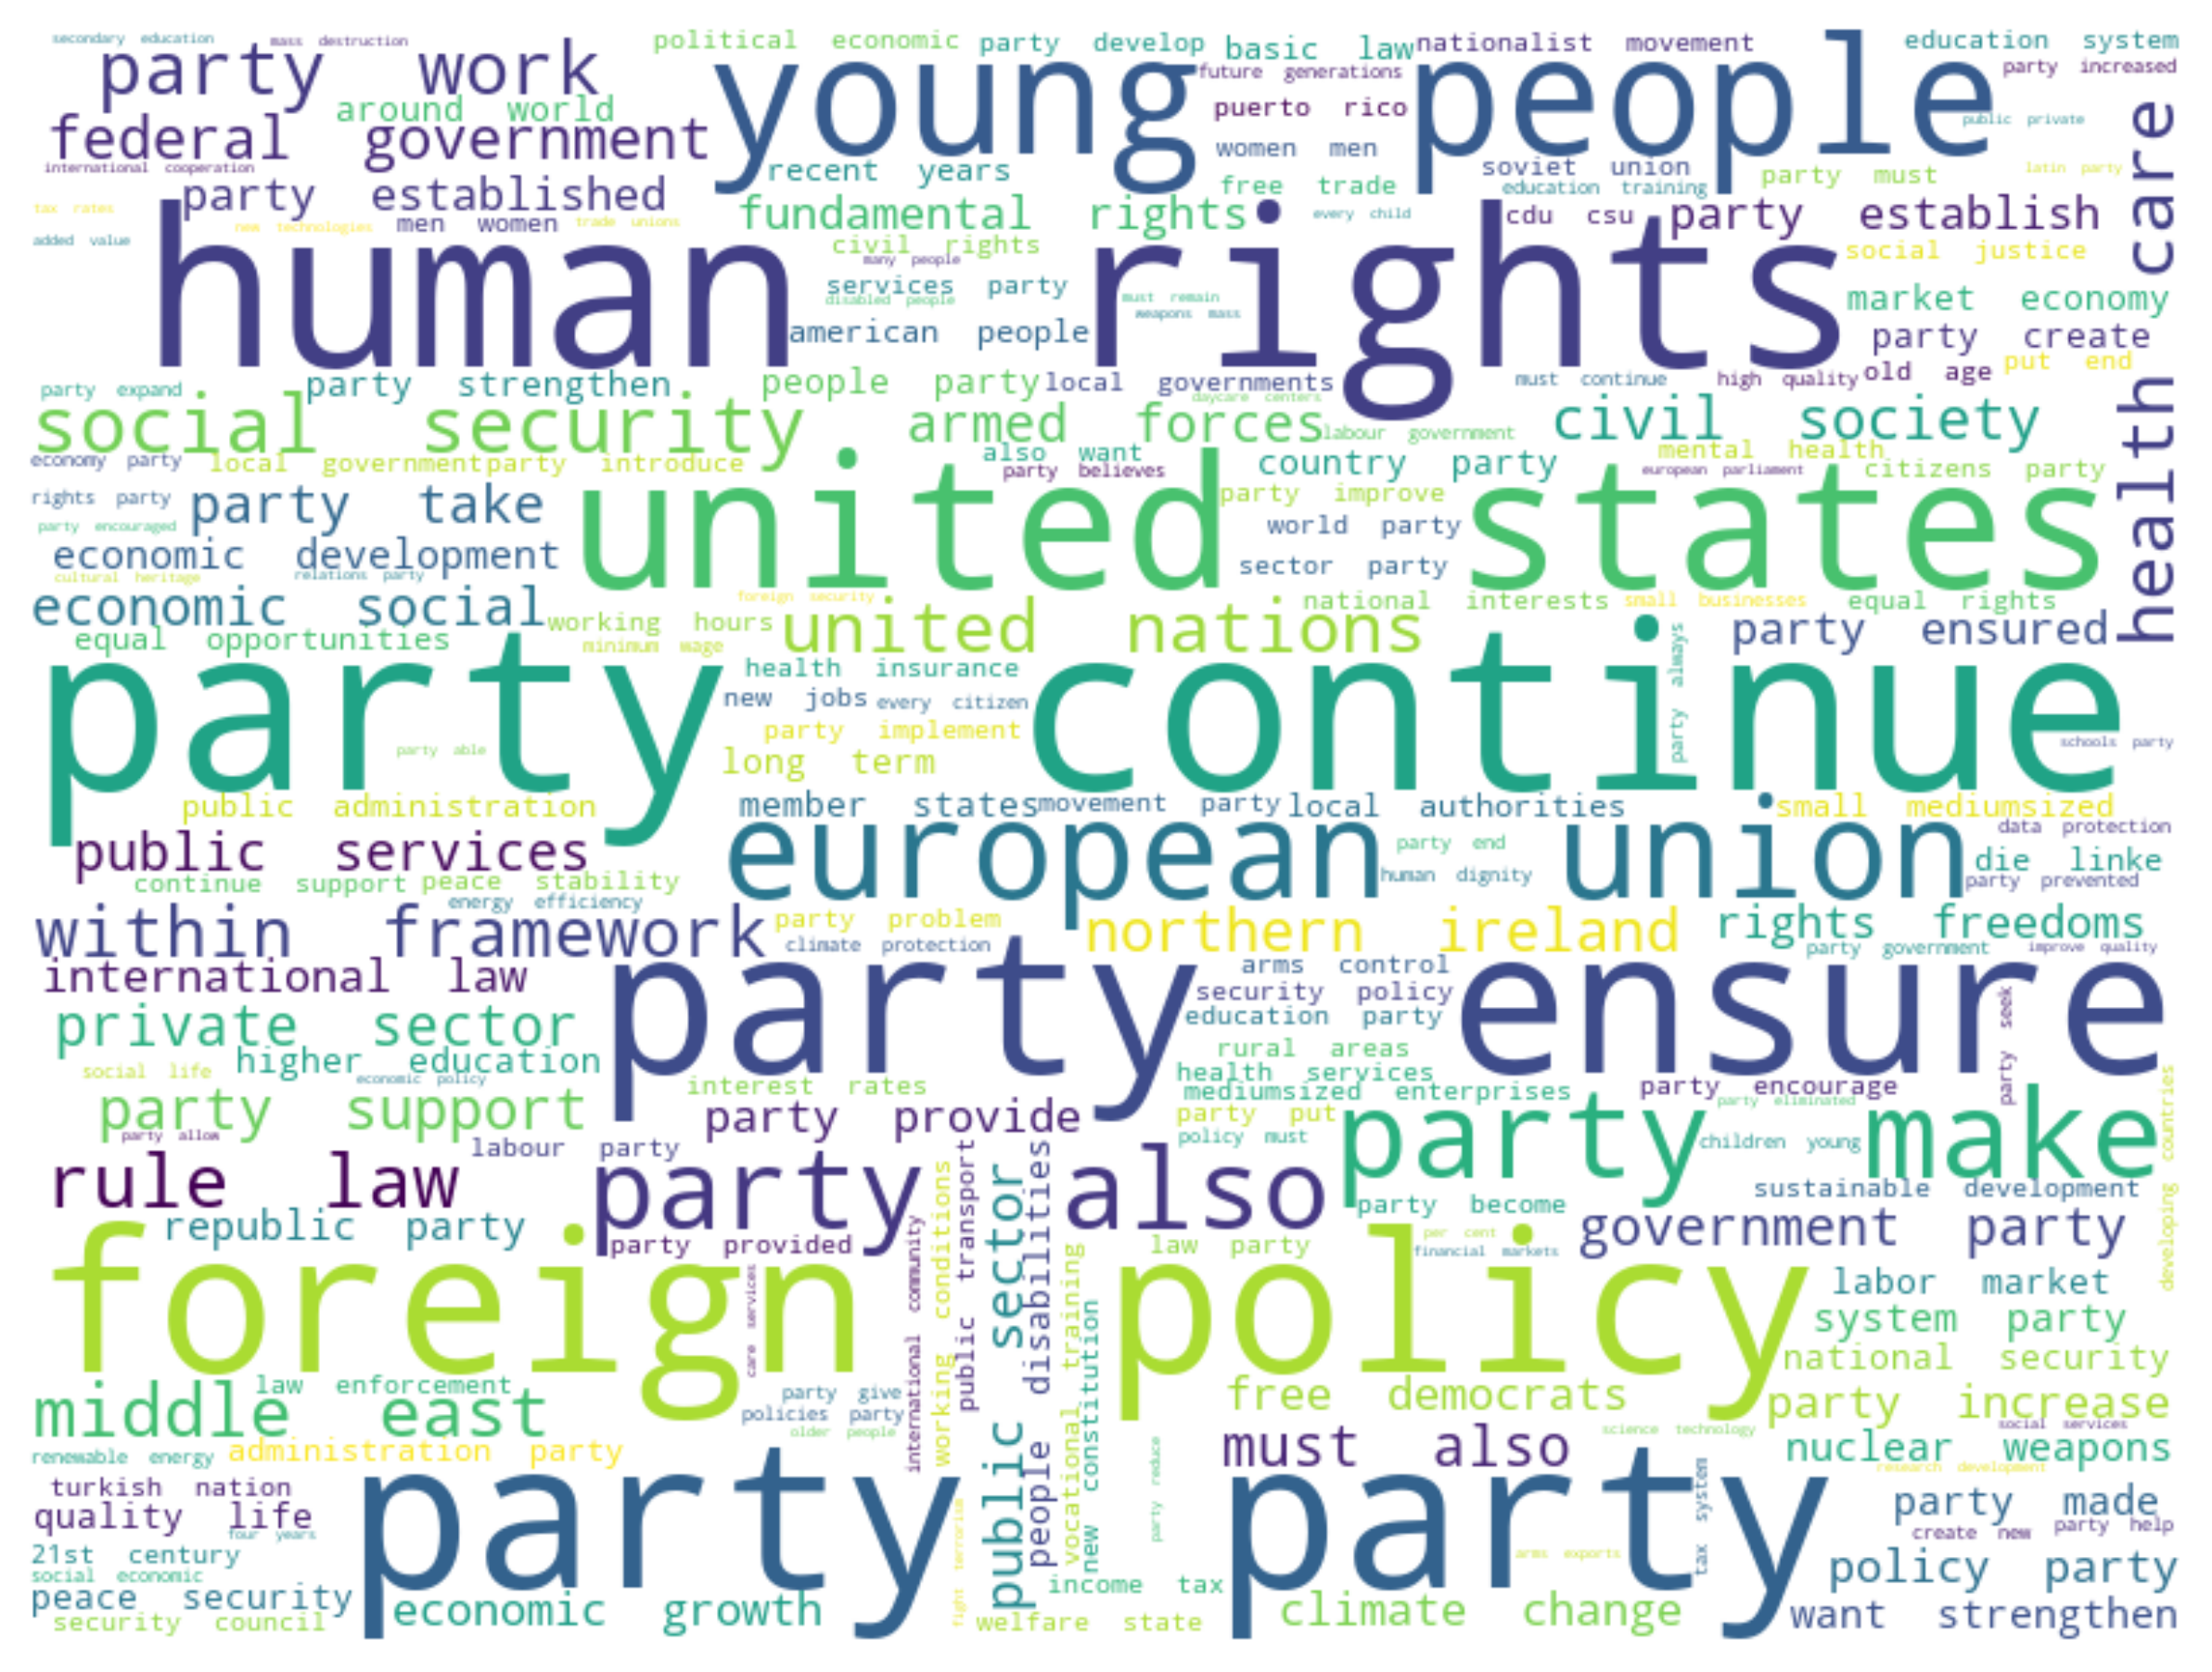 secondary education
mass destruction
political economic
party develop
basic law
nationalist movement
education system
party work
future generations
party increased
around world
young people
puerto rico
public private
federal government
women men
international cooperation
recent years
soviet union
latin party
party established
free trade
education training
party must
tax rates
new technologies
men women
trade unions
fundamental rights
every child
cdu csu
party establish
health care
added value
human rights
civil rights
many people
social justice
services party
disabled people
must remain
weapons mass
market economy
american people
party create
put end
party expand
party strengthen
people party
local governments
must continue
high quality
old age
daycare centers
social security
armed forces
labour government
civil society
economy party
local government
party introduce
also want
party believes
country party
mental health
european parliament
citizens party
rights party
party take
united states
party improve
party encouraged
world party
economic development
sector party
cultural heritage
relations party
economic social
foreign security
national interests
small businesses
equal rights
working hours
united nations
party ensured
equal opportunities
minimum wage
party continue
health insurance
party always
new jobs
every citizen
party implement
party able
schools party
long term
public administration
member states
movement party
local authorities
small mediumsized
public services
european union
data protection
party end
die linke
continue support
peace stability
human dignity
party prevented
energy efficiency
within framework
party problem
northern ireland
rights freedoms
climate protection
party government
improve quality
international law
party ensure
arms control
security policy
private sector
education party
party seek
higher education
rural areas
social life
economic policy
interest rates
health services
mediumsized enterprises
party encourage
party support
party provide
party put
party make
party eliminated
developing countries
party allow
labour party
policy must
children young
rule law
party also
sustainable development
republic party
party become
government party
party provided
public transport
public sector
people disabilities
law party
per cent
financial markets
foreign policy
care services
international community
working conditions
vocational training
new constitution
labor market
system party
national security
middle east
law enforcement
party give
policies party
free democrats
party increase
older people
social services
renewable energy
administration party
must also
science technology
nuclear weapons
party reduce
research development
turkish nation
party party
tax system
party made
quality life
four years
fight terrorism
create new
party help
21st century
arms exports
social economic
policy party
peace security
income tax
economic growth
security council
welfare state
climate change
want strengthen